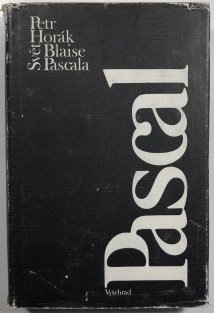 Petr
Horák
Svět
Blaise
Pascala
Pascal
Vyšehrad